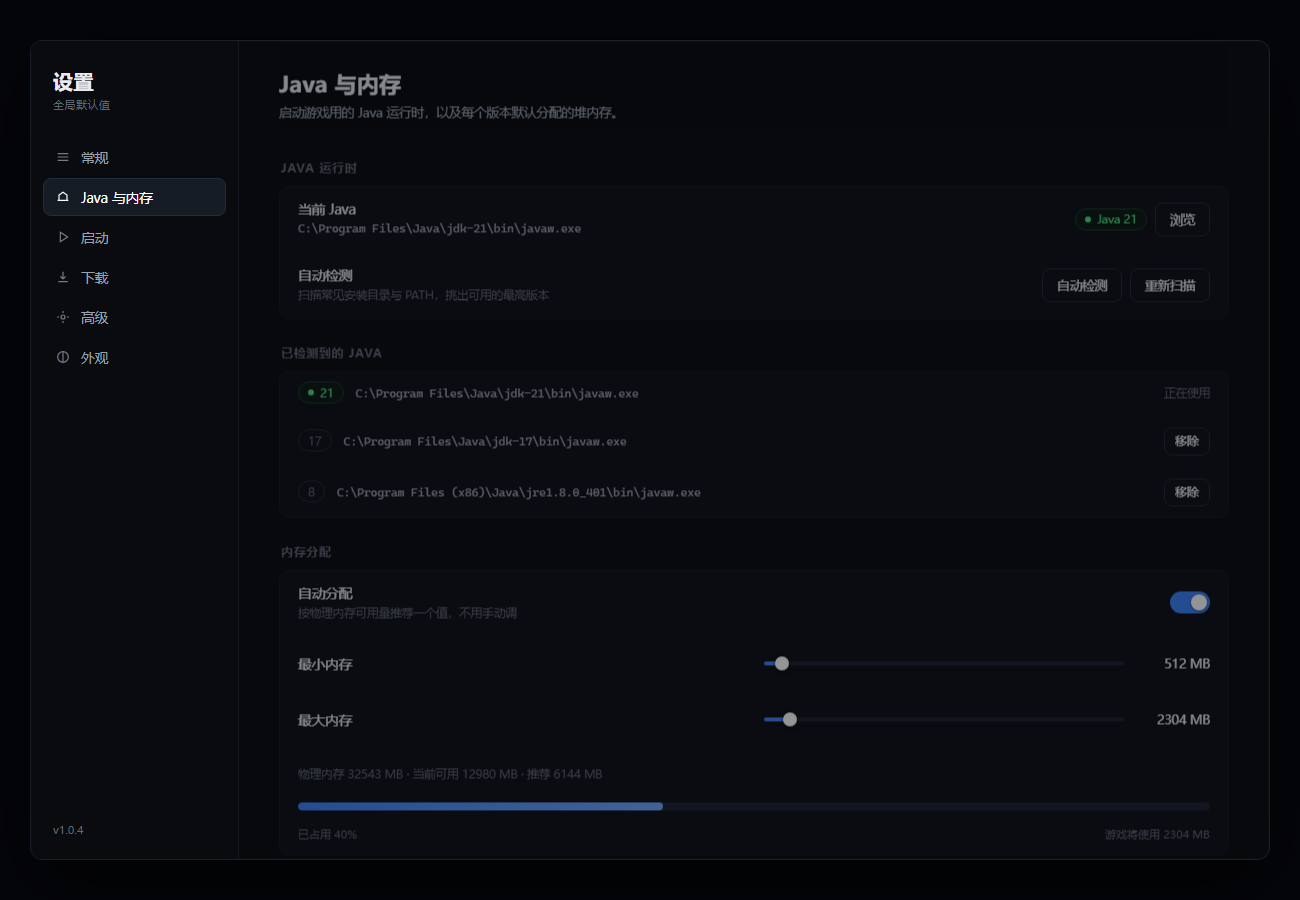 设置
全局默认值
常规
Java 与内存
启动
下载
高级
外观
v1.0.4
Java 与内存
启动游戏用的 Java 运行时，以及每个版本默认分配的堆内存。
JAVA 运行时
当前 Java
C:\Program Files\Java\jdk-21\bin\javaw.exe
Java 21
浏览
自动检测
扫描常见安装目录与 PATH，挑出可用的最高版本
自动检测
重新扫描
已检测到的 JAVA
21 C:\Program Files\Java\jdk-21\bin\javaw.exe 正在使用
17 C:\Program Files\Java\jdk-17\bin\javaw.exe 移除
8 C:\Program Files (x86)\Java\jre1.8.0_401\bin\javaw.exe 移除
内存分配
自动分配
按物理内存可用量推荐一个值，不用手动调
最小内存 512 MB
最大内存 2304 MB
物理内存 32543 MB · 当前可用 12980 MB · 推荐 6144 MB
已占用 40% 游戏将使用 2304 MB